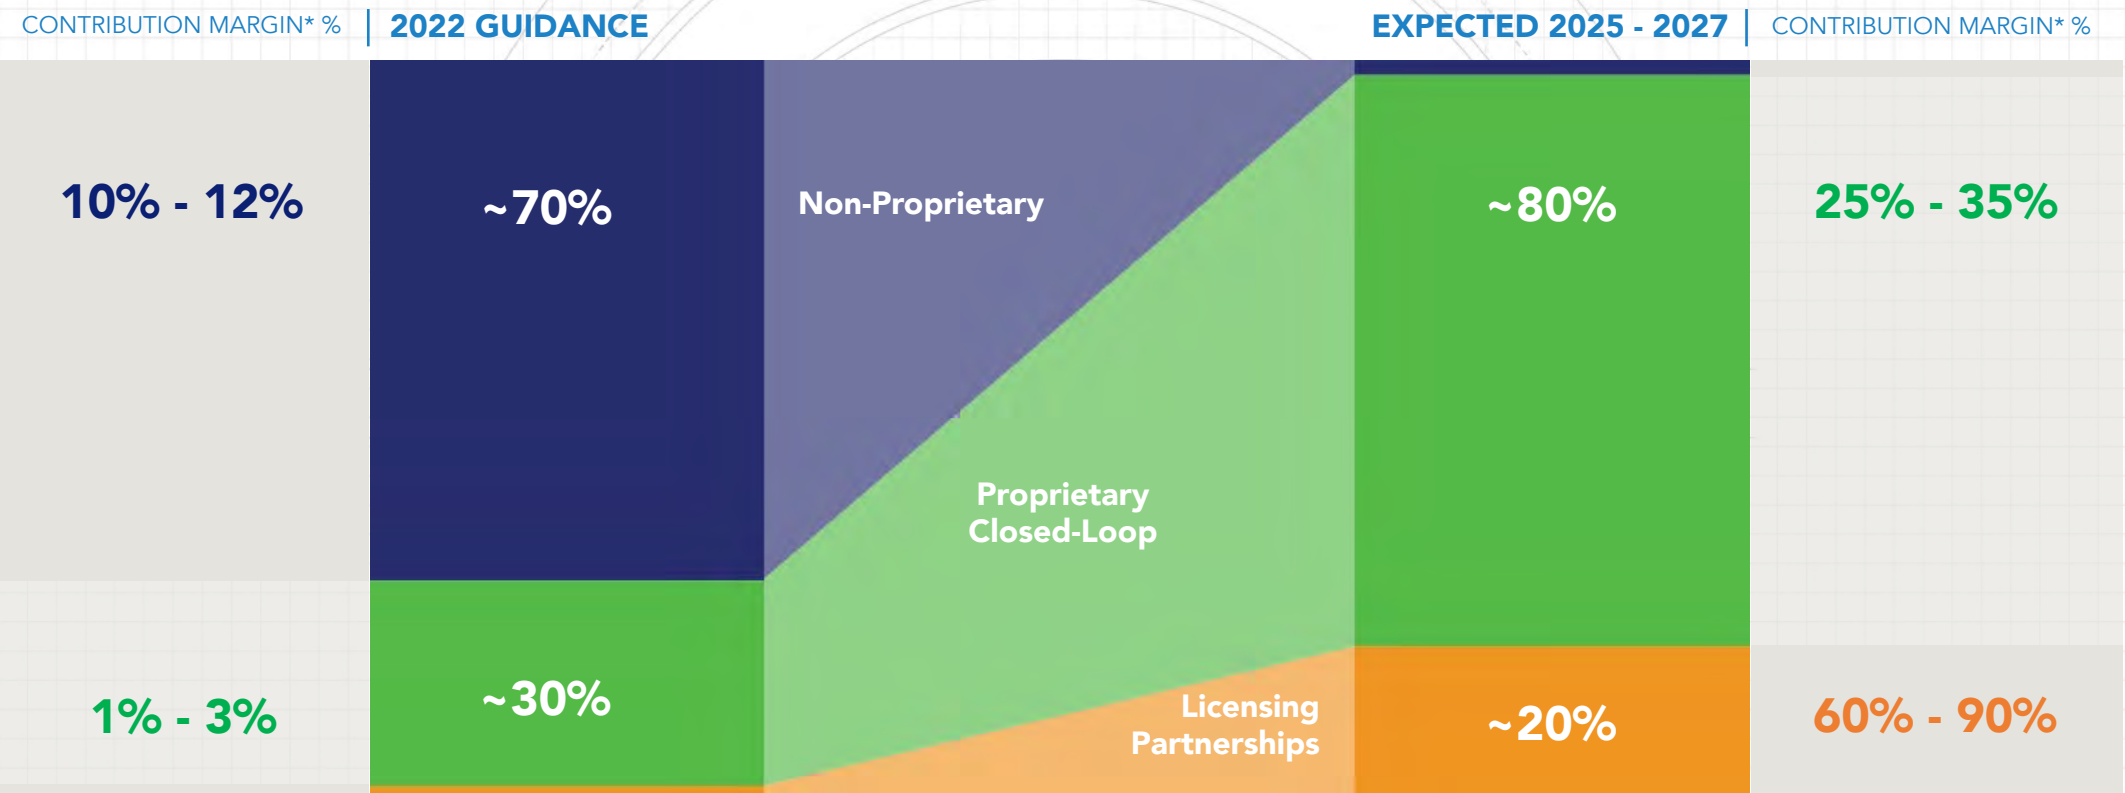 CONTRIBUTION MARGIN* %
2022 GUIDANCE
EXPECTED 2025 - 2027
CONTRIBUTION MARGIN* %
10% - 12%
~70%
Non-Proprietary
~80%
25% - 35%
Proprietary
Closed-Loop
1% - 3%
~30%
Licensing
Partnerships
~20%
60% - 90%